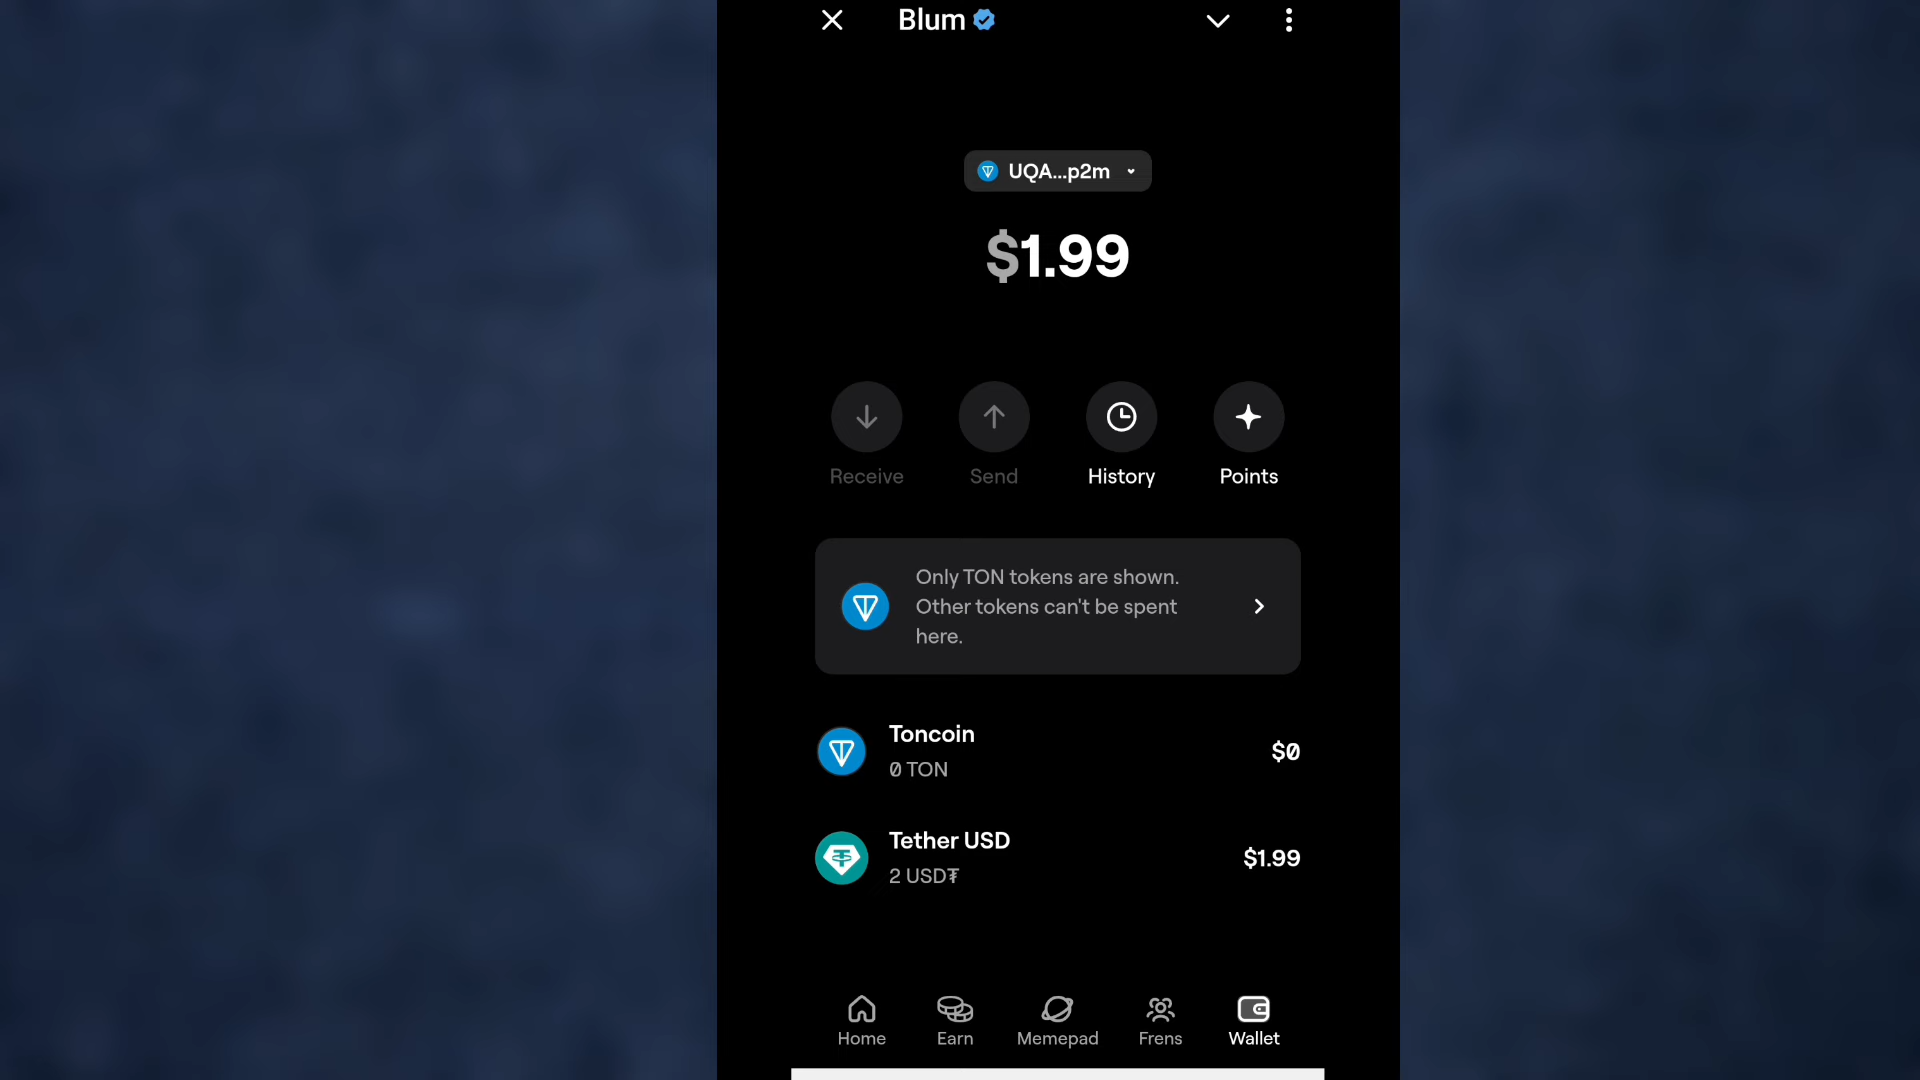 Blum
UQA...p2m
$1.99
Receive
Send
History
Points
Only TON tokens are shown.
Other tokens can't be spent
here.
Toncoin
$0
0 TON
Tether USD
$1.99
2 USD₮
Home
Earn
Memepad
Frens
Wallet